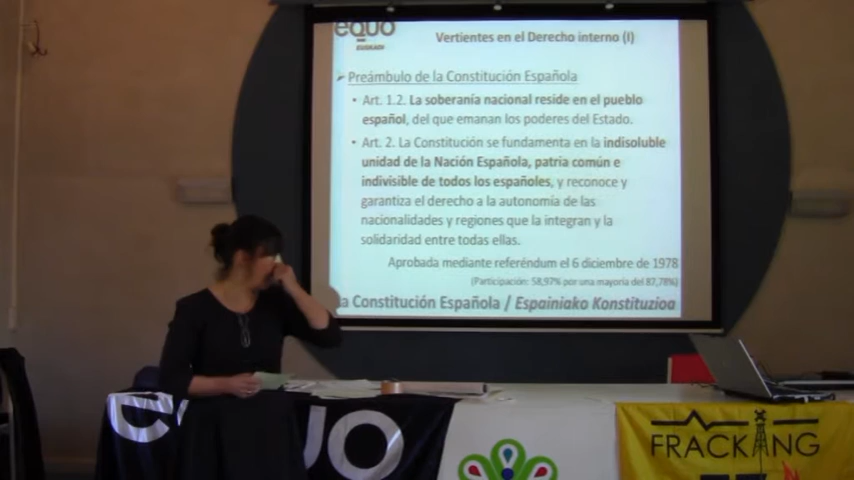 equo
EUSKADI
Vertientes en el Derecho interno (I)
Preámbulo de la Constitución Española
• Art. 1.2. La soberanía nacional reside en el pueblo
español, del que emanan los poderes del Estado.
• Art. 2. La Constitución se fundamenta en la indisoluble
unidad de la Nación Española, patria común e
indivisible de todos los españoles, y reconoce y
garantiza el derecho a la autonomía de las
nacionalidades y regiones que la integran y la
solidaridad entre todas ellas.
Aprobada mediante referéndum el 6 diciembre de 1978
(Participación: 58,97% por una mayoría del 87,78%)
la Constitución Española / Espainiako Konstituzioa
FRACKING